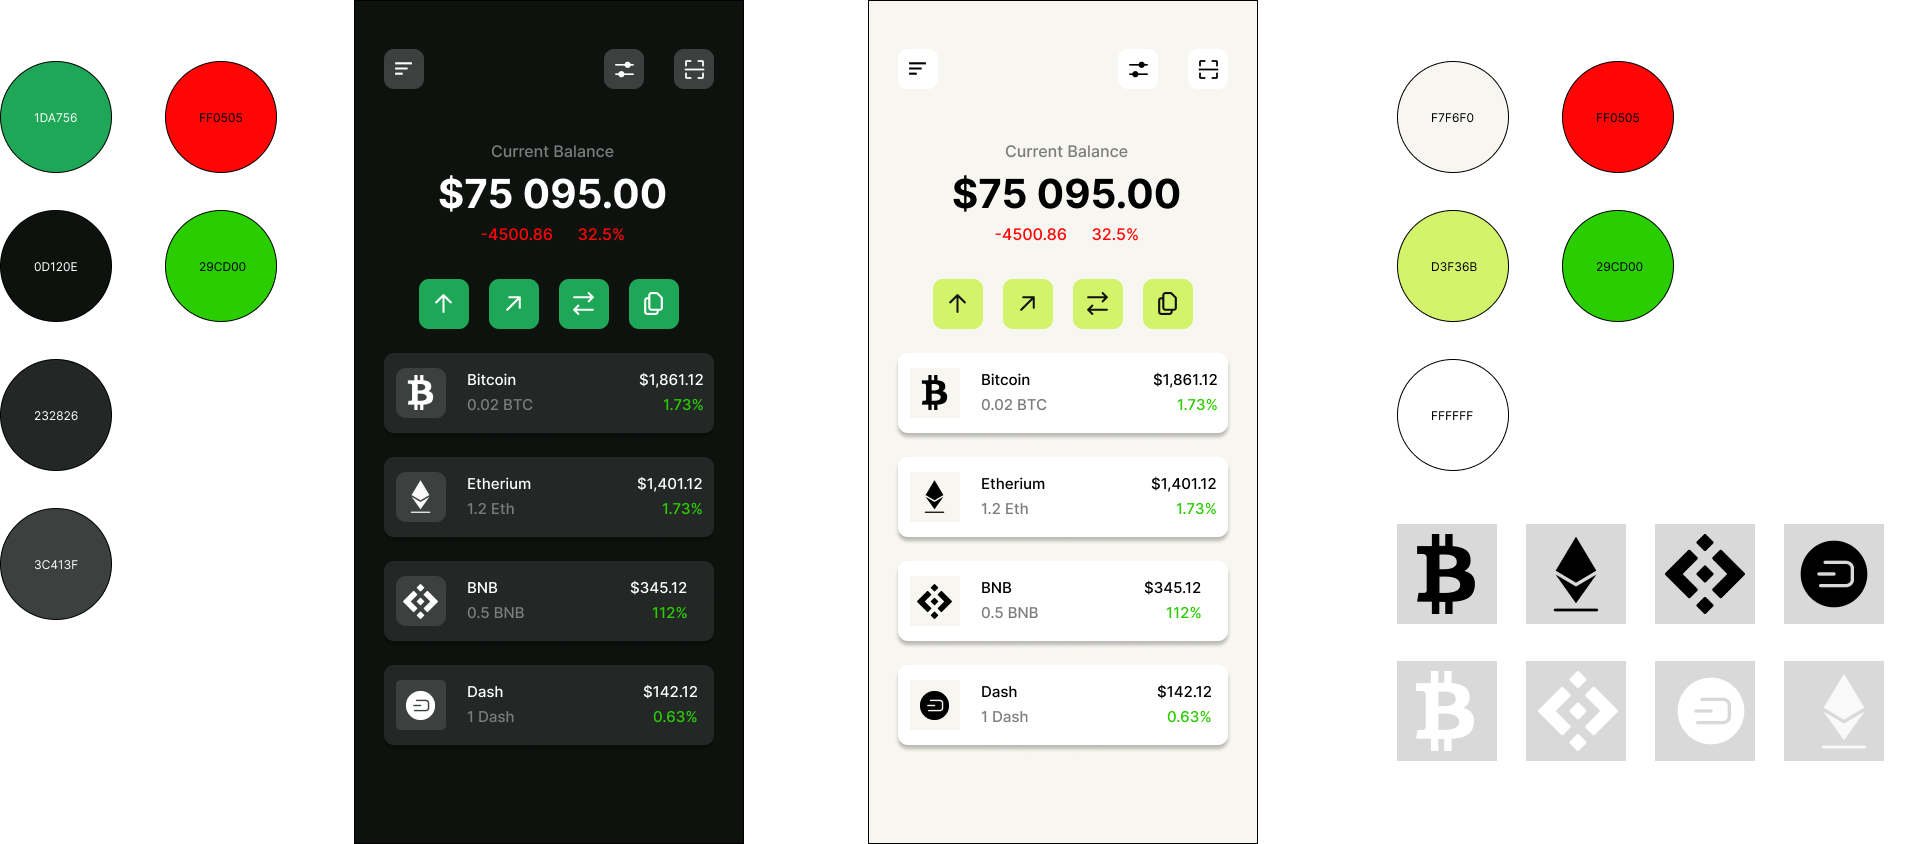 1DA756
FF0505
0D120E
29CD00
232826
3C413F
Current Balance
$75 095.00
-4500.86 32.5%
Bitcoin $1,861.12
0.02 BTC 1.73%
Etherium $1,401.12
1.2 Eth 1.73%
BNB $345.12
0.5 BNB 112%
Dash $142.12
1 Dash 0.63%
Current Balance
$75 095.00
-4500.86 32.5%
Bitcoin $1,861.12
0.02 BTC 1.73%
Etherium $1,401.12
1.2 Eth 1.73%
BNB $345.12
0.5 BNB 112%
Dash $142.12
1 Dash 0.63%
F7F6F0
FF0505
D3F36B
29CD00
FFFFFF